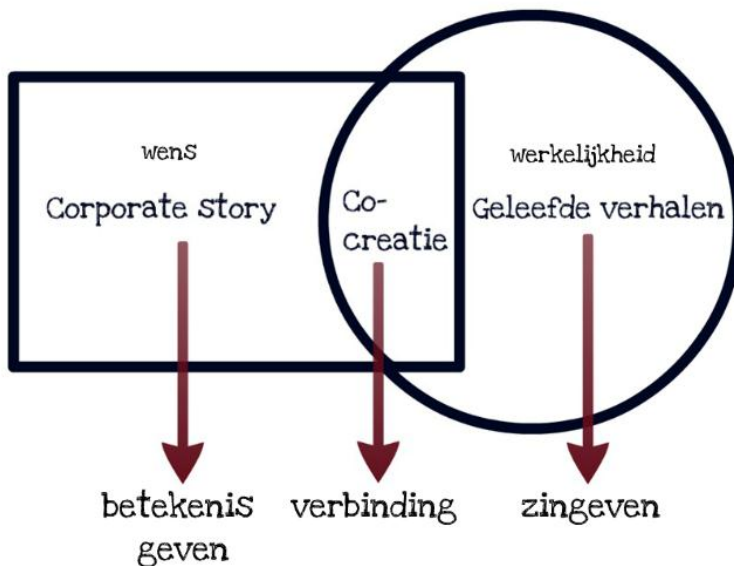 wens
Corporate story
Co-
creatie
werkelijkheid
Geleefde verhalen
betekenis
geven
verbinding
zingeven